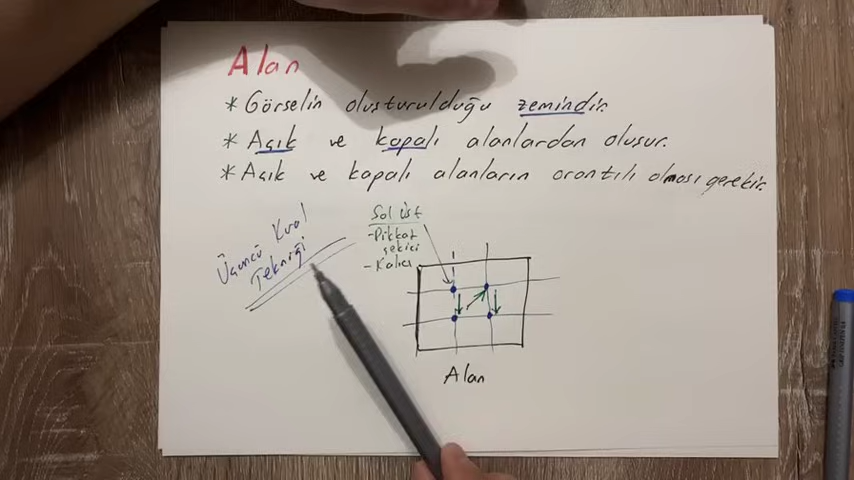 Alan
* Görselin oluşturulduğu zemindir.
* Açık ve kapalı alanlardan oluşur.
* Açık ve kapalı alanların orantılı olması gerekir.
Üçüncü Kural
Tekniği
Sol üst
- Dikkat
çekici
- Kalıcı
Alan